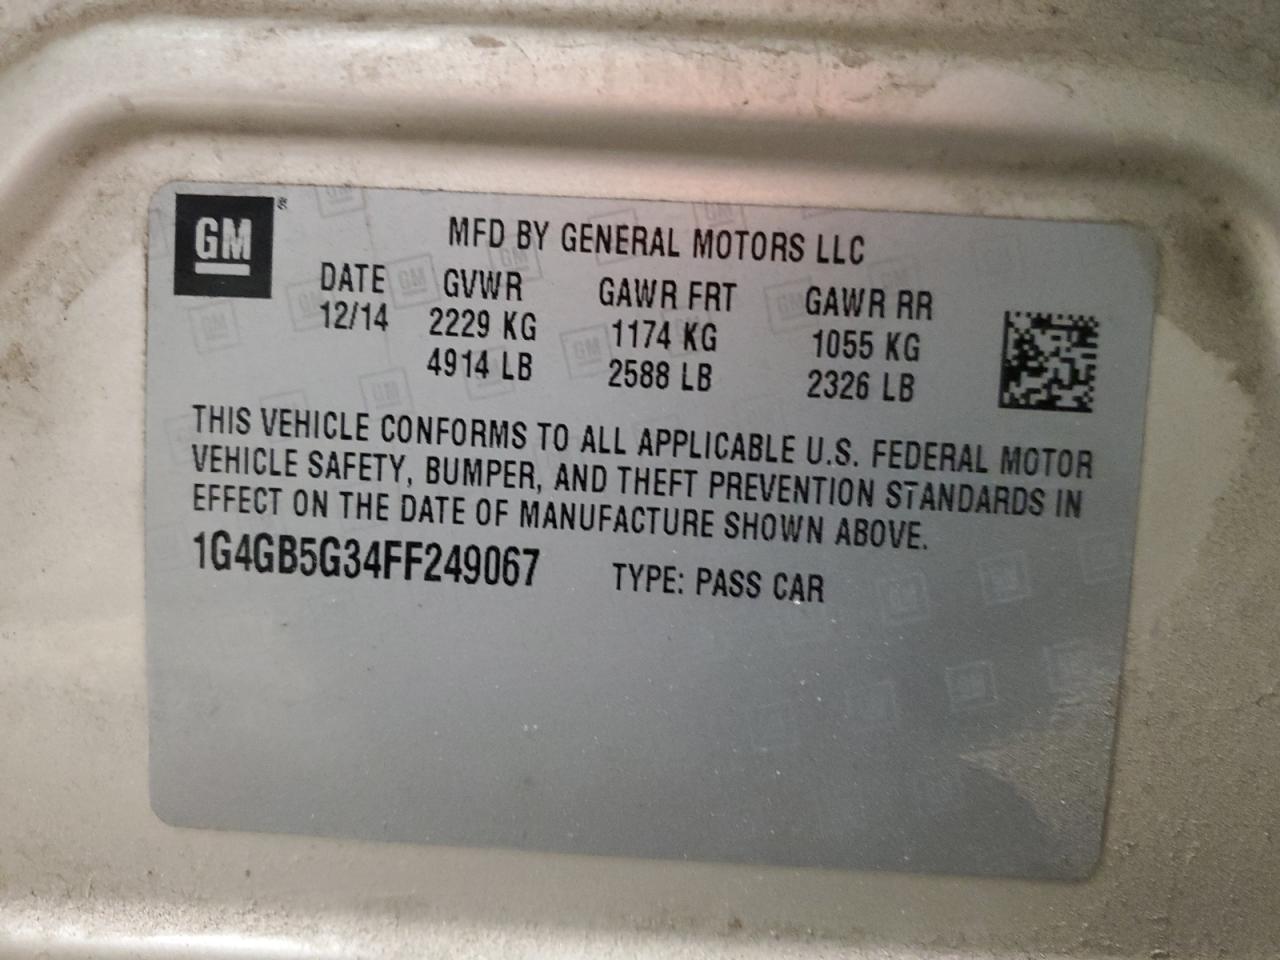 GM
MFD BY GENERAL MOTORS LLC
DATE GVWR GAWR FRT GAWR RR
12/14 2229 KG 1174 KG 1055 KG
4914 LB 2588 LB 2326 LB
THIS VEHICLE CONFORMS TO ALL APPLICABLE U.S. FEDERAL MOTOR
VEHICLE SAFETY, BUMPER, AND THEFT PREVENTION STANDARDS IN
EFFECT ON THE DATE OF MANUFACTURE SHOWN ABOVE.
1G4GB5G34FF249067 TYPE: PASS CAR